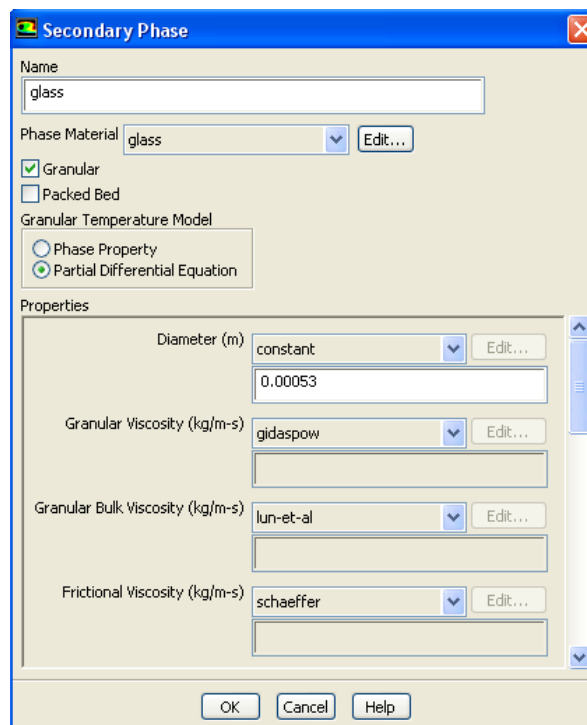 Secondary Phase
Name
glass
Phase Material glass Edit...
Granular
Packed Bed
Granular Temperature Model
Phase Property
Partial Differential Equation
Properties
Diameter (m) constant Edit...
0.00053
Granular Viscosity (kg/m-s) gidaspow Edit...
Granular Bulk Viscosity (kg/m-s) lun-et-al Edit...
Frictional Viscosity (kg/m-s) schaeffer Edit...
OK Cancel Help